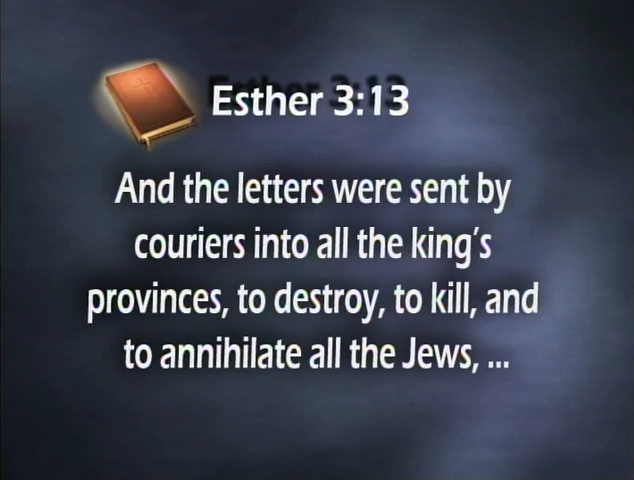 Esther 3:13
And the letters were sent by
couriers into all the king's
provinces, to destroy, to kill, and
to annihilate all the Jews, ...